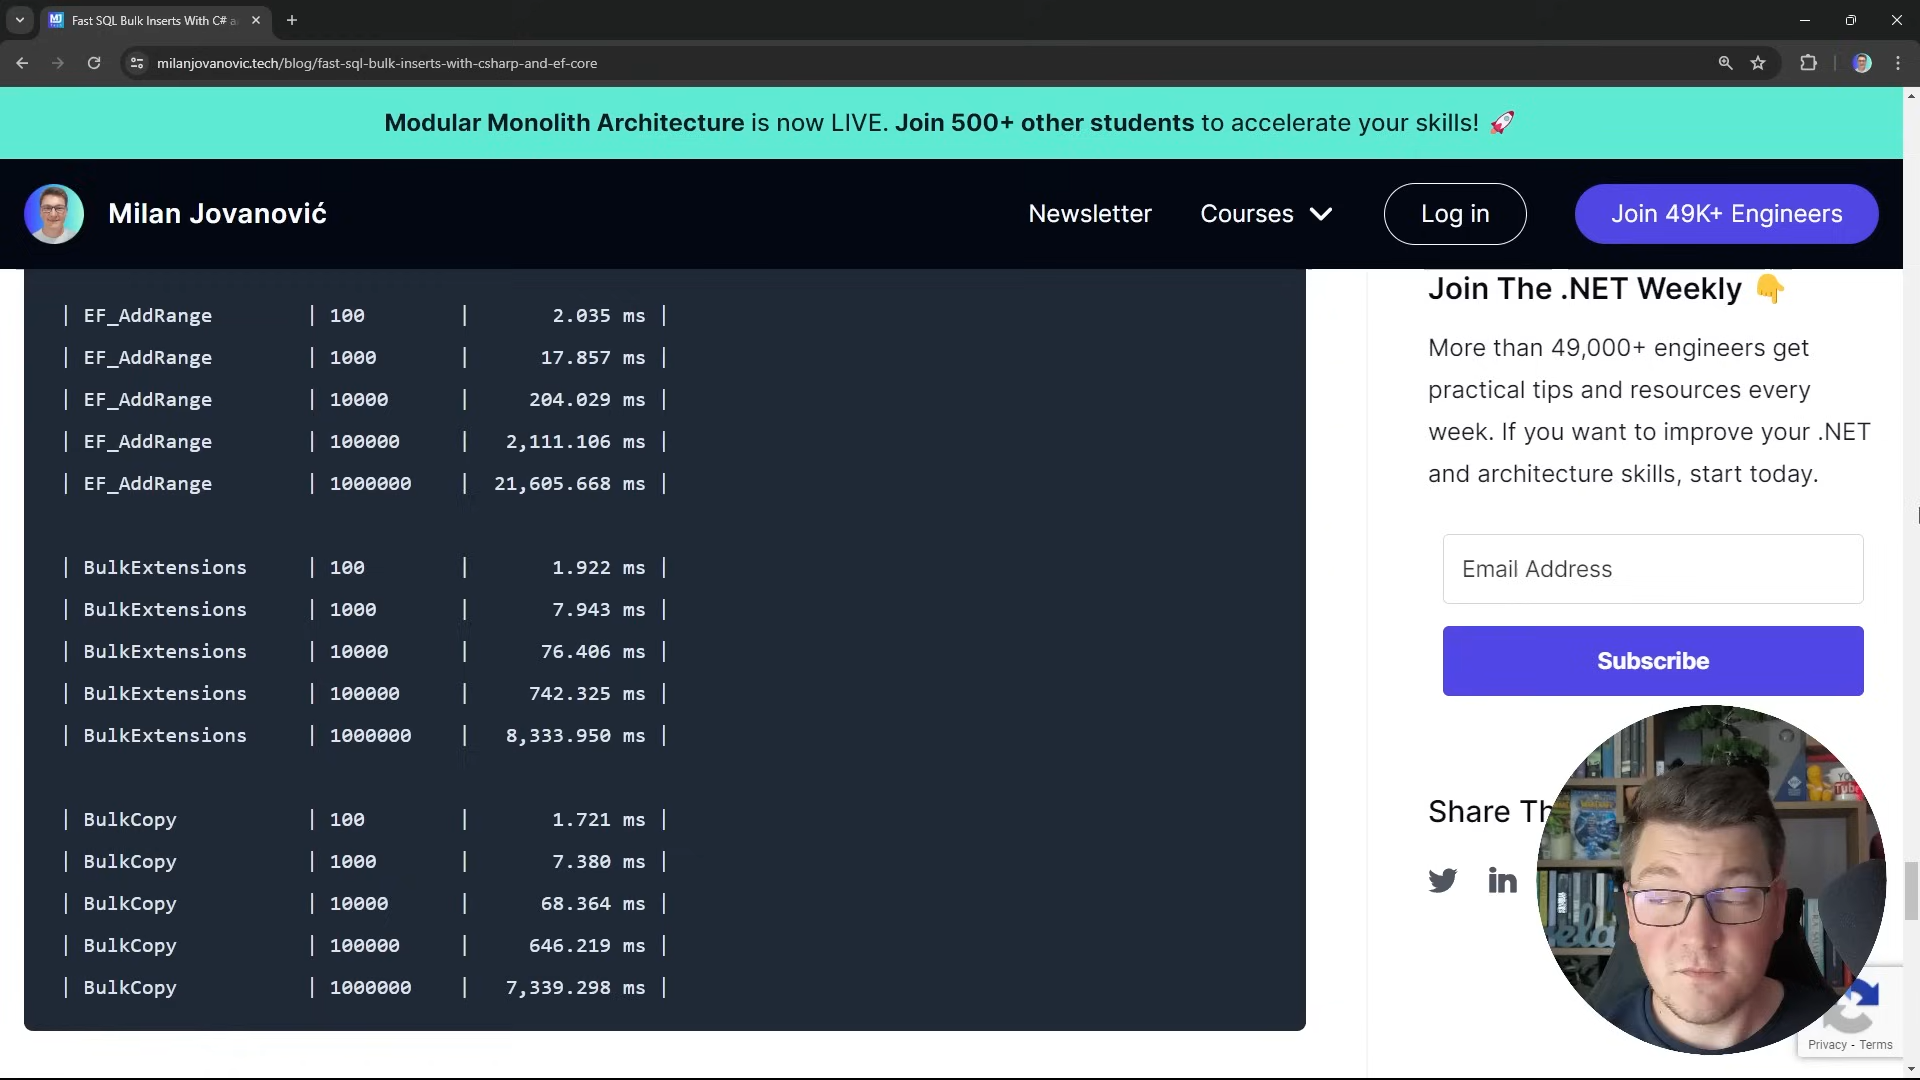 Fast SQL Bulk Inserts With C# a
milanjovanovic.tech/blog/fast-sql-bulk-inserts-with-csharp-and-ef-core
Modular Monolith Architecture is now LIVE. Join 500+ other students to accelerate your skills! 🚀
Milan Jovanović
Newsletter
Courses
Log in
Join 49K+ Engineers
| EF_AddRange | 100 | 2.035 ms |
| EF_AddRange | 1000 | 17.857 ms |
| EF_AddRange | 10000 | 204.029 ms |
| EF_AddRange | 100000 | 2,111.106 ms |
| EF_AddRange | 1000000 | 21,605.668 ms |
| BulkExtensions | 100 | 1.922 ms |
| BulkExtensions | 1000 | 7.943 ms |
| BulkExtensions | 10000 | 76.406 ms |
| BulkExtensions | 100000 | 742.325 ms |
| BulkExtensions | 1000000 | 8,333.950 ms |
| BulkCopy | 100 | 1.721 ms |
| BulkCopy | 1000 | 7.380 ms |
| BulkCopy | 10000 | 68.364 ms |
| BulkCopy | 100000 | 646.219 ms |
| BulkCopy | 1000000 | 7,339.298 ms |
Join The .NET Weekly 👇
More than 49,000+ engineers get
practical tips and resources every
week. If you want to improve your .NET
and architecture skills, start today.
Email Address
Subscribe
Share Th
Privacy - Terms